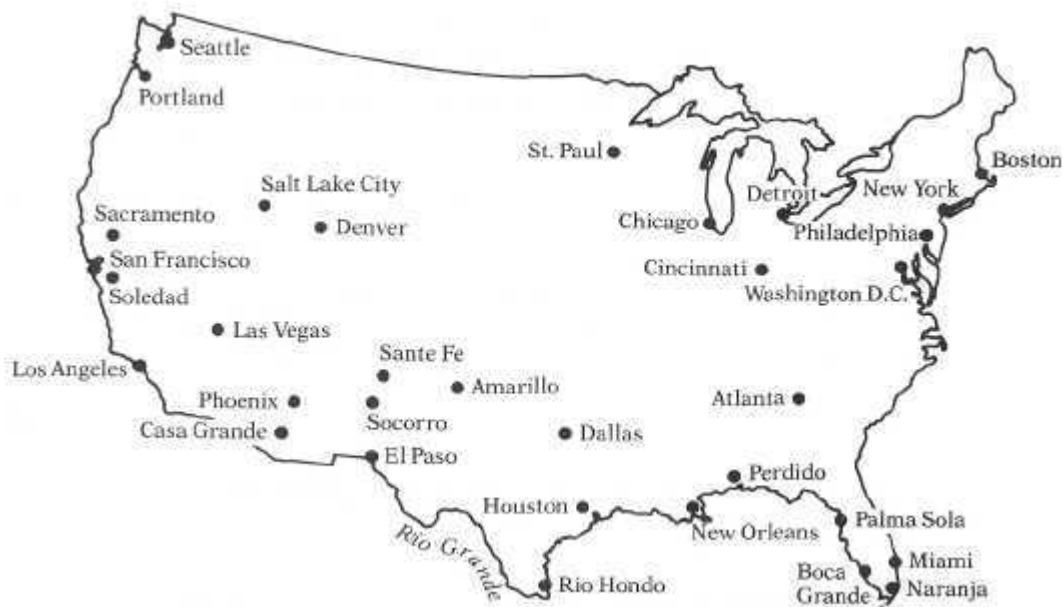 Seattle
Portland
St. Paul
Boston
Salt Lake City
Detroit
New York
Sacramento
Denver
Chicago
Philadelphia
San Francisco
Cincinnati
Soledad
Washington D.C.
Las Vegas
Sante Fe
Los Angeles
Amarillo
Phoenix
Atlanta
Socorro
Casa Grande
Dallas
El Paso
Perdido
Houston
Palma Sola
New Orleans
Rio Grande
Miami
Boca
Grande
Rio Hondo
Naranja